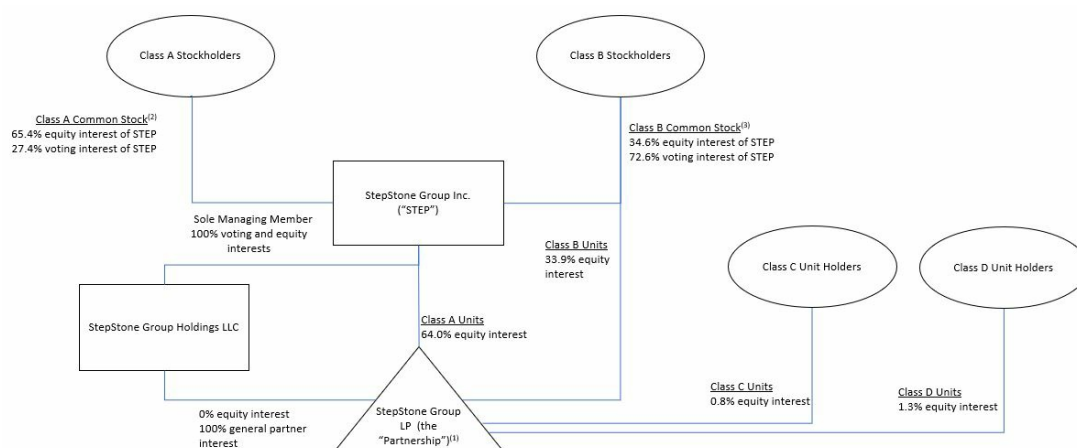 Class A Stockholders
Class B Stockholders
Class A Common Stock(2)
65.4% equity interest of STEP
27.4% voting interest of STEP
Class B Common Stock(3)
34.6% equity interest of STEP
72.6% voting interest of STEP
StepStone Group Inc.
("STEP")
Sole Managing Member
100% voting and equity
interests
Class B Units
33.9% equity
interest
Class C Unit Holders
Class D Unit Holders
StepStone Group Holdings LLC
Class A Units
64.0% equity interest
Class C Units
0.8% equity interest
Class D Units
1.3% equity interest
0% equity interest
100% general partner
interest
StepStone Group
LP (the
"Partnership")(1)